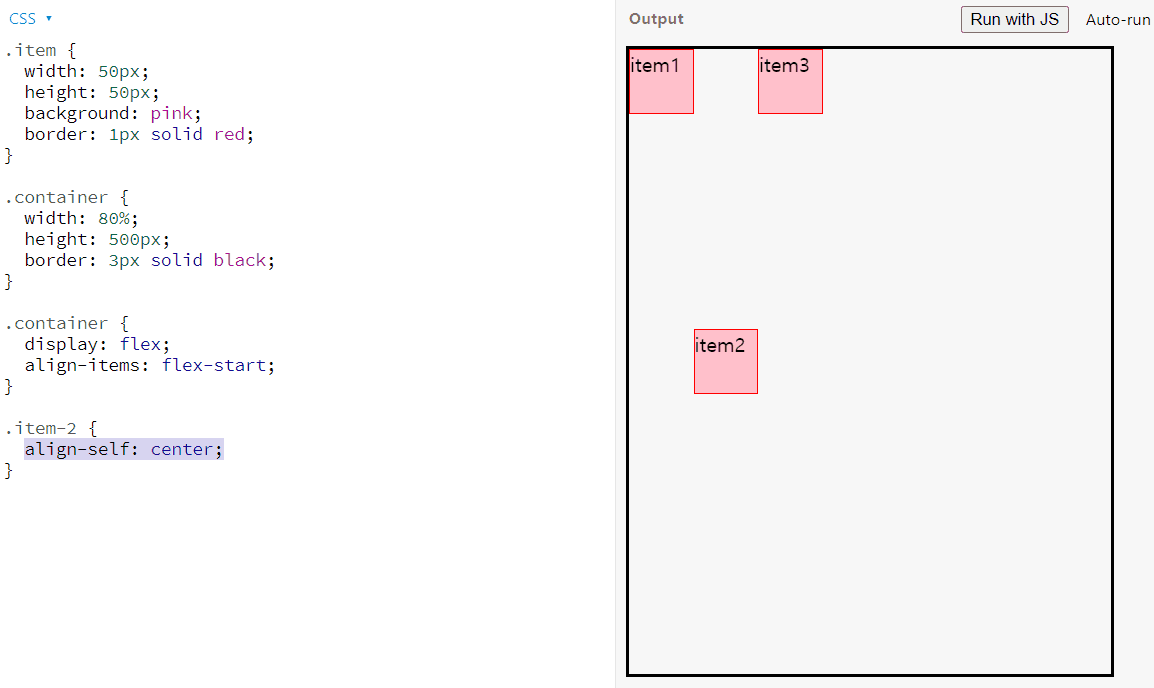 CSS ▾
.item {
  width: 50px;
  height: 50px;
  background: pink;
  border: 1px solid red;
}

.container {
  width: 80%;
  height: 500px;
  border: 3px solid black;
}

.container {
  display: flex;
  align-items: flex-start;
}

.item-2 {
  align-self: center;
}
Output
Run with JS
Auto-run
item1
item3
item2